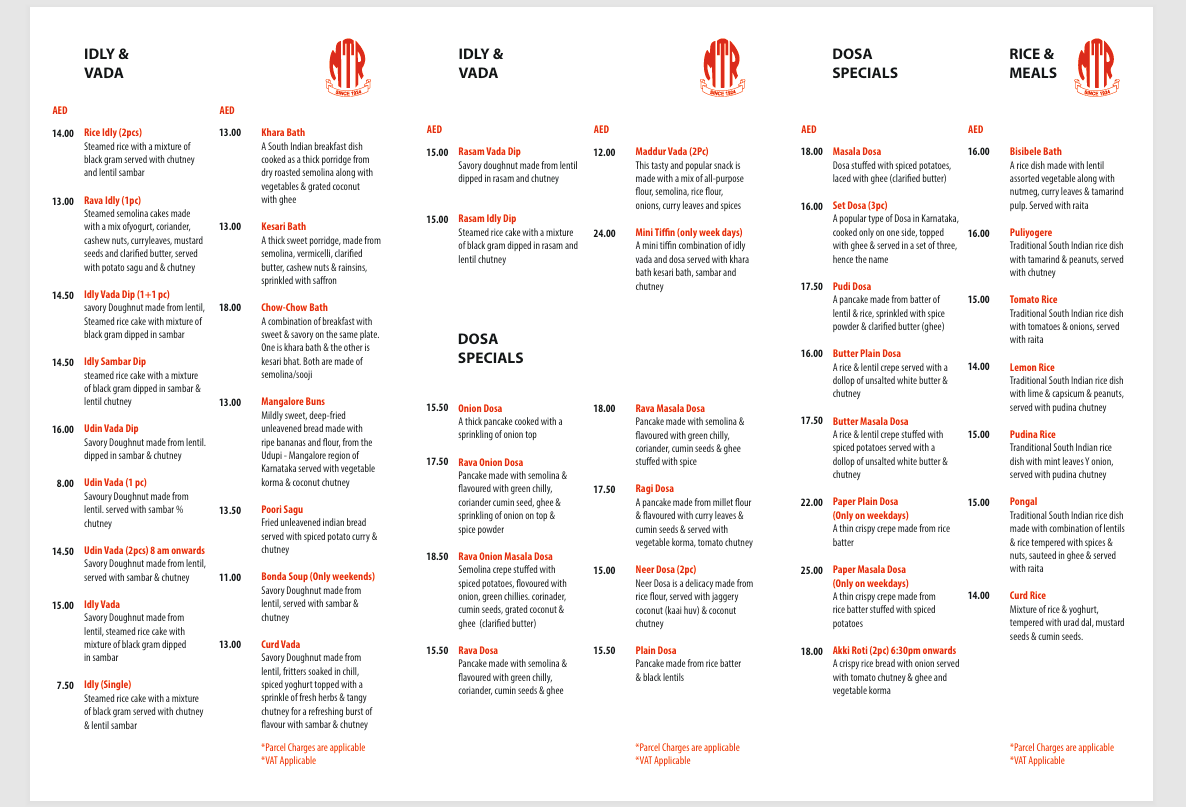 IDLY &
VADA
MTR
SINCE 1924
AED
14.00 Rice Idly (2pcs)
Steamed rice with a mixture of
black gram served with chutney
and lentil sambar
13.00 Rava Idly (1pc)
Steamed semolina cakes made
with a mix ofyogurt, coriander,
cashew nuts, curryleaves, mustard
seeds and clarified butter, served
with potato sagu and & chutney
14.50 Idly Vada Dip (1+1 pc)
savory Doughnut made from lentil,
Steamed rice cake with mixture of
black gram dipped in sambar
14.50 Idly Sambar Dip
steamed rice cake with a mixture
of black gram dipped in sambar &
lentil chutney
16.00 Udin Vada Dip
Savory Doughnut made from lentil.
dipped in sambar & chutney
8.00 Udin Vada (1 pc)
Savoury Doughnut made from
lentil. served with sambar %
chutney
14.50 Udin Vada (2pcs) 8 am onwards
Savory Doughnut made from lentil,
served with sambar & chutney
15.00 Idly Vada
Savory Doughnut made from
lentil, steamed rice cake with
mixture of black gram dipped
in sambar
7.50 Idly (Single)
Steamed rice cake with a mixture
of black gram served with chutney
& lentil sambar
AED
13.00 Khara Bath
A South Indian breakfast dish
cooked as a thick porridge from
dry roasted semolina along with
vegetables & grated coconut
with ghee
13.00 Kesari Bath
A thick sweet porridge, made from
semolina, vermicelli, clarified
butter, cashew nuts & rainsins,
sprinkled with saffron
18.00 Chow-Chow Bath
A combination of breakfast with
sweet & savory on the same plate.
One is khara bath & the other is
kesari bhat. Both are made of
semolina/sooji
13.00 Mangalore Buns
Mildly sweet, deep-fried
unleavened bread made with
ripe bananas and flour, from the
Udupi - Mangalore region of
Karnataka served with vegetable
korma & coconut chutney
13.50 Poori Sagu
Fried unleavened indian bread
served with spiced potato curry &
chutney
11.00 Bonda Soup (Only weekends)
Savory Doughnut made from
lentil, served with sambar &
chutney
13.00 Curd Vada
Savory Doughnut made from
lentil, fritters soaked in chill,
spiced yoghurt topped with a
sprinkle of fresh herbs & tangy
chutney for a refreshing burst of
flavour with sambar & chutney
*Parcel Charges are applicable
*VAT Applicable
IDLY &
VADA
MTR
SINCE 1924
AED
15.00 Rasam Vada Dip
Savory doughnut made from lentil
dipped in rasam and chutney
15.00 Rasam Idly Dip
Steamed rice cake with a mixture
of black gram dipped in rasam and
lentil chutney
AED
12.00 Maddur Vada (2Pc)
This tasty and popular snack is
made with a mix of all-purpose
flour, semolina, rice flour,
onions, curry leaves and spices
24.00 Mini Tiffin (only week days)
A mini tiffin combination of idly
vada and dosa served with khara
bath kesari bath, sambar and
chutney
DOSA
SPECIALS
15.50 Onion Dosa
A thick pancake cooked with a
sprinkling of onion top
17.50 Rava Onion Dosa
Pancake made with semolina &
flavoured with green chilly,
coriander cumin seed, ghee &
sprinkling of onion on top &
spice powder
18.50 Rava Onion Masala Dosa
Semolina crepe stuffed with
spiced potatoes, flovoured with
onion, green chillies. corinader,
cumin seeds, grated coconut &
ghee (clarified butter)
15.50 Rava Dosa
Pancake made with semolina &
flavoured with green chilly,
coriander, cumin seeds & ghee
18.00 Rava Masala Dosa
Pancake made with semolina &
flavoured with green chilly,
coriander, cumin seeds & ghee
stuffed with spice
17.50 Ragi Dosa
A pancake made from millet flour
& flavoured with curry leaves &
cumin seeds & served with
vegetable korma, tomato chutney
15.00 Neer Dosa (2pc)
Neer Dosa is a delicacy made from
rice flour, served with jaggery
coconut (kaai huv) & coconut
chutney
15.50 Plain Dosa
Pancake made from rice batter
& black lentils
*Parcel Charges are applicable
*VAT Applicable
DOSA
SPECIALS
AED
18.00 Masala Dosa
Dosa stuffed with spiced potatoes,
laced with ghee (clarified butter)
16.00 Set Dosa (3pc)
A popular type of Dosa in Karnataka,
cooked only on one side, topped
with ghee & served in a set of three,
hence the name
17.50 Pudi Dosa
A pancake made from batter of
lentil & rice, sprinkled with spice
powder & clarified butter (ghee)
16.00 Butter Plain Dosa
A rice & lentil crepe served with a
dollop of unsalted white butter &
chutney
17.50 Butter Masala Dosa
A rice & lentil crepe stuffed with
spiced potatoes served with a
dollop of unsalted white butter &
chutney
22.00 Paper Plain Dosa
(Only on weekdays)
A thin crispy crepe made from rice
batter
25.00 Paper Masala Dosa
(Only on weekdays)
A thin crispy crepe made from
rice batter stuffed with spiced
potatoes
18.00 Akki Roti (2pc) 6:30pm onwards
A crispy rice bread with onion served
with tomato chutney & ghee and
vegetable korma
RICE &
MEALS
MTR
SINCE 1924
AED
16.00 Bisibele Bath
A rice dish made with lentil
assorted vegetable along with
nutmeg, curry leaves & tamarind
pulp. Served with raita
16.00 Puliyogere
Traditional South Indian rice dish
with tamarind & peanuts, served
with chutney
15.00 Tomato Rice
Traditional South Indian rice dish
with tomatoes & onions, served
with raita
14.00 Lemon Rice
Traditional South Indian rice dish
with lime & capsicum & peanuts,
served with pudina chutney
15.00 Pudina Rice
Tranditional South Indian rice
dish with mint leaves Y onion,
served with pudina chutney
15.00 Pongal
Traditional South Indian rice dish
made with combination of lentils
& rice tempered with spices &
nuts, sauteed in ghee & served
with raita
14.00 Curd Rice
Mixture of rice & yoghurt,
tempered with urad dal, mustard
seeds & cumin seeds.
*Parcel Charges are applicable
*VAT Applicable